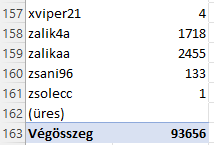 157 xviper21 4
158 zalik4a 1718
159 zalikaa 2455
160 zsani96 133
161 zsolecc 1
162 (üres)
163 Végösszeg 93656